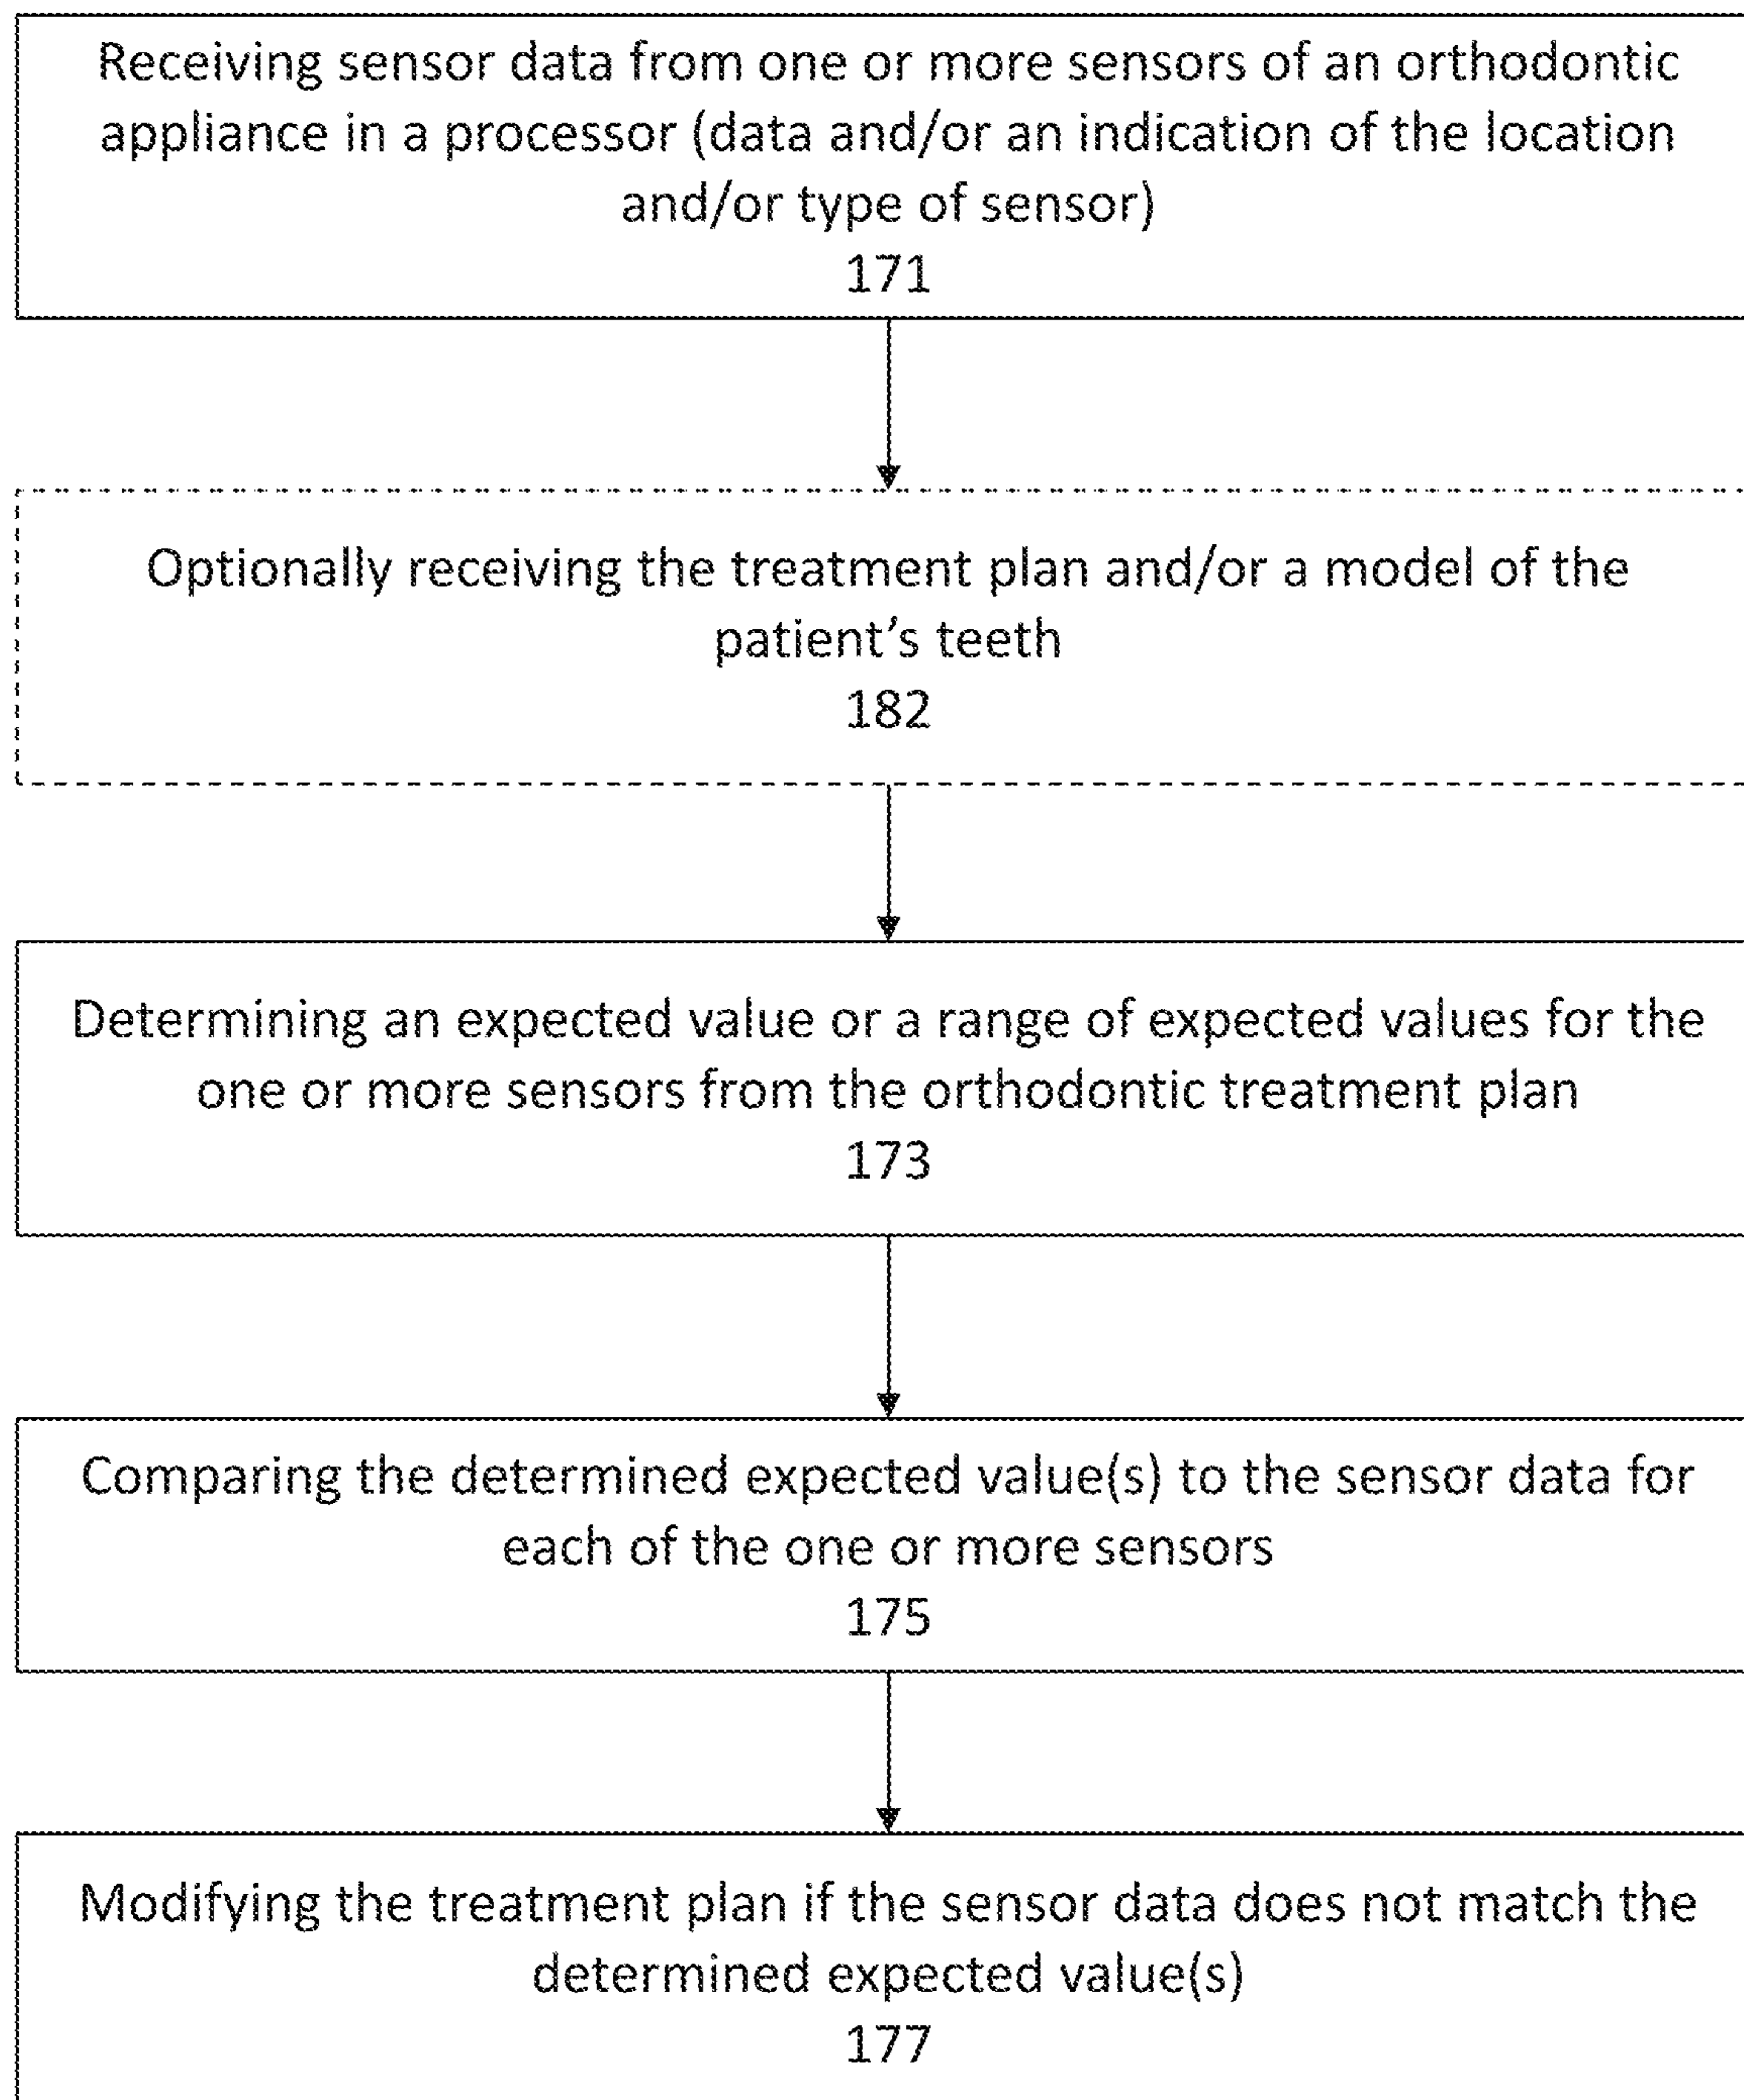 Receiving sensor data from one or more sensors of an orthodontic
appliance in a processor (data and/or an indication of the location
and/or type of sensor)
171
Optionally receiving the treatment plan and/or a model of the
patient’s teeth
182
Determining an expected value or a range of expected values for the
one or more sensors from the orthodontic treatment plan
173
Comparing the determined expected value(s) to the sensor data for
each of the one or more sensors
175
Modifying the treatment plan if the sensor data does not match the
determined expected value(s)
177